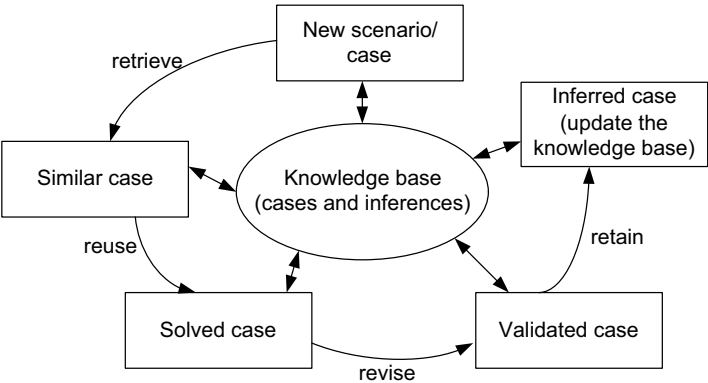 New scenario/
case
retrieve
Inferred case
(update the
knowledge base)
Similar case
Knowledge base
(cases and inferences)
reuse
retain
Solved case
Validated case
revise